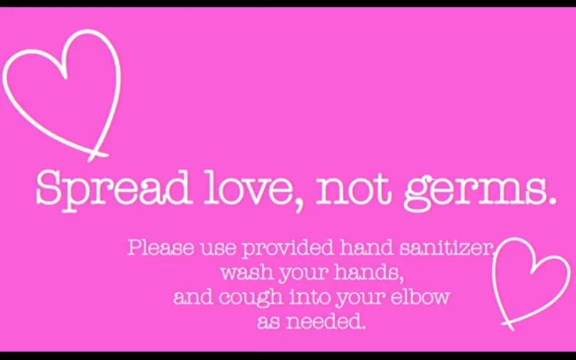 Spread love, not germs.
Please use provided hand sanitizer,
wash your hands,
and cough into your elbow
as needed.